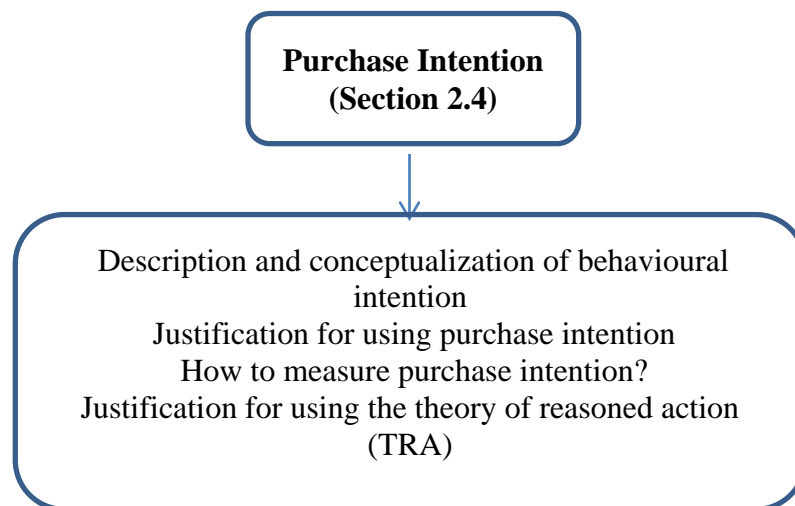 Purchase Intention
(Section 2.4)
Description and conceptualization of behavioural
intention
Justification for using purchase intention
How to measure purchase intention?
Justification for using the theory of reasoned action
(TRA)